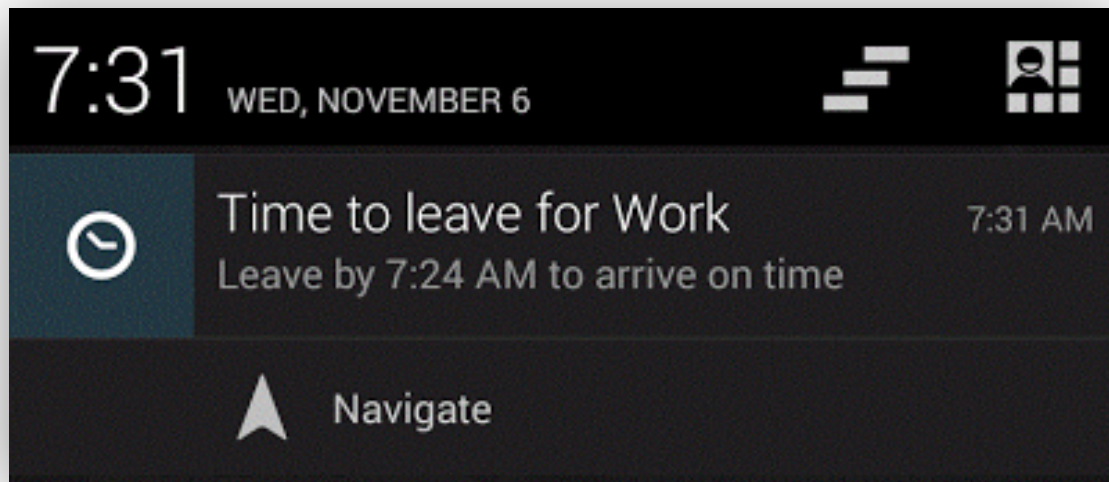 7:31 WED, NOVEMBER 6
Time to leave for Work 7:31 AM
Leave by 7:24 AM to arrive on time
Navigate